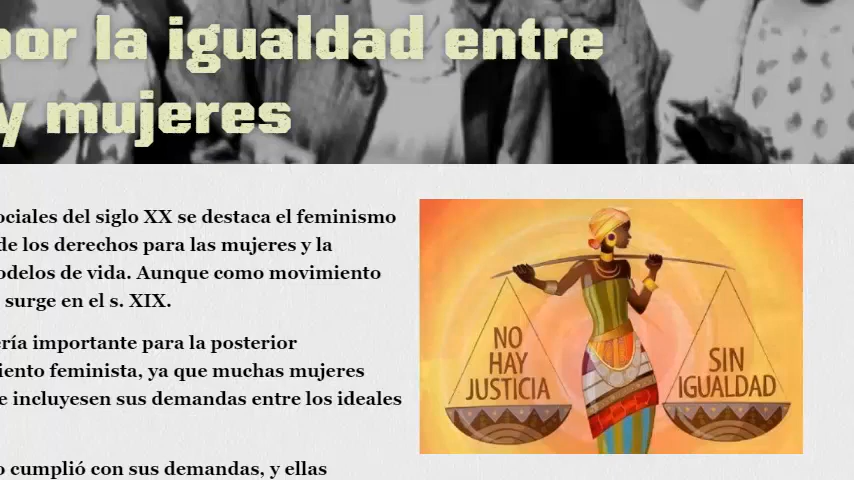 por la igualdad entre
y mujeres
ociales del siglo XX se destaca el feminismo
de los derechos para las mujeres y la
odelos de vida. Aunque como movimiento
surge en el s. XIX.
ería importante para la posterior
iento feminista, ya que muchas mujeres
e incluyesen sus demandas entre los ideales
o cumplió con sus demandas, y ellas
NO
HAY
JUSTICIA
SIN
IGUALDAD